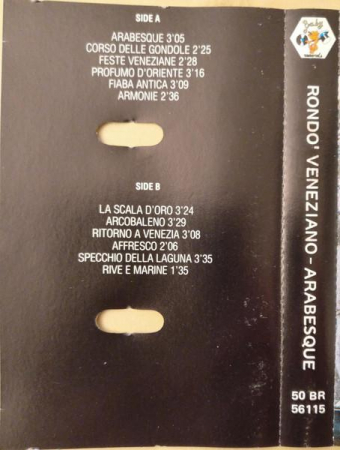 SIDE A
ARABESQUE 3'05
CORSO DELLE GONDOLE 2'25
FESTE VENEZIANE 2'28
PROFUMO D'ORIENTE 3'16
FIABA ANTICA 3'09
ARMONIE 2'36
SIDE B
LA SCALA D'ORO 3'24
ARCOBALENO 3'29
RITORNO A VENEZIA 3'08
AFFRESCO 2'06
SPECCHIO DELLA LAGUNA 3'35
RIVE E MARINE 1'35
Baby
RONDO' VENEZIANO - ARABESQUE
50 BR
56115